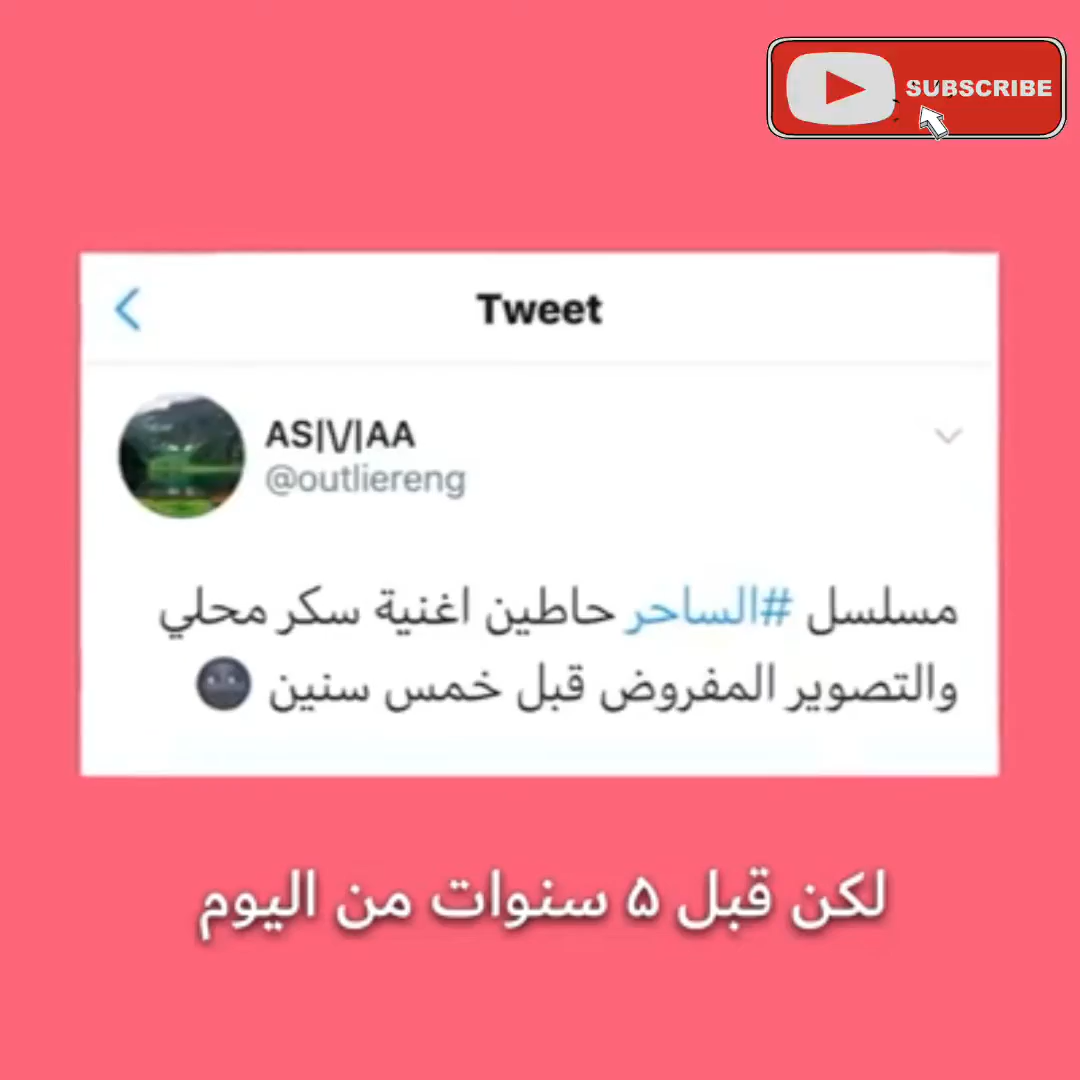 SUBSCRIBE
Tweet
AS|\/|AA
@outliereng
مسلسل #الساحر حاطين اغنية سكر محلي
والتصوير المفروض قبل خمس سنين 🌚
لكن قبل ۵ سنوات من اليوم